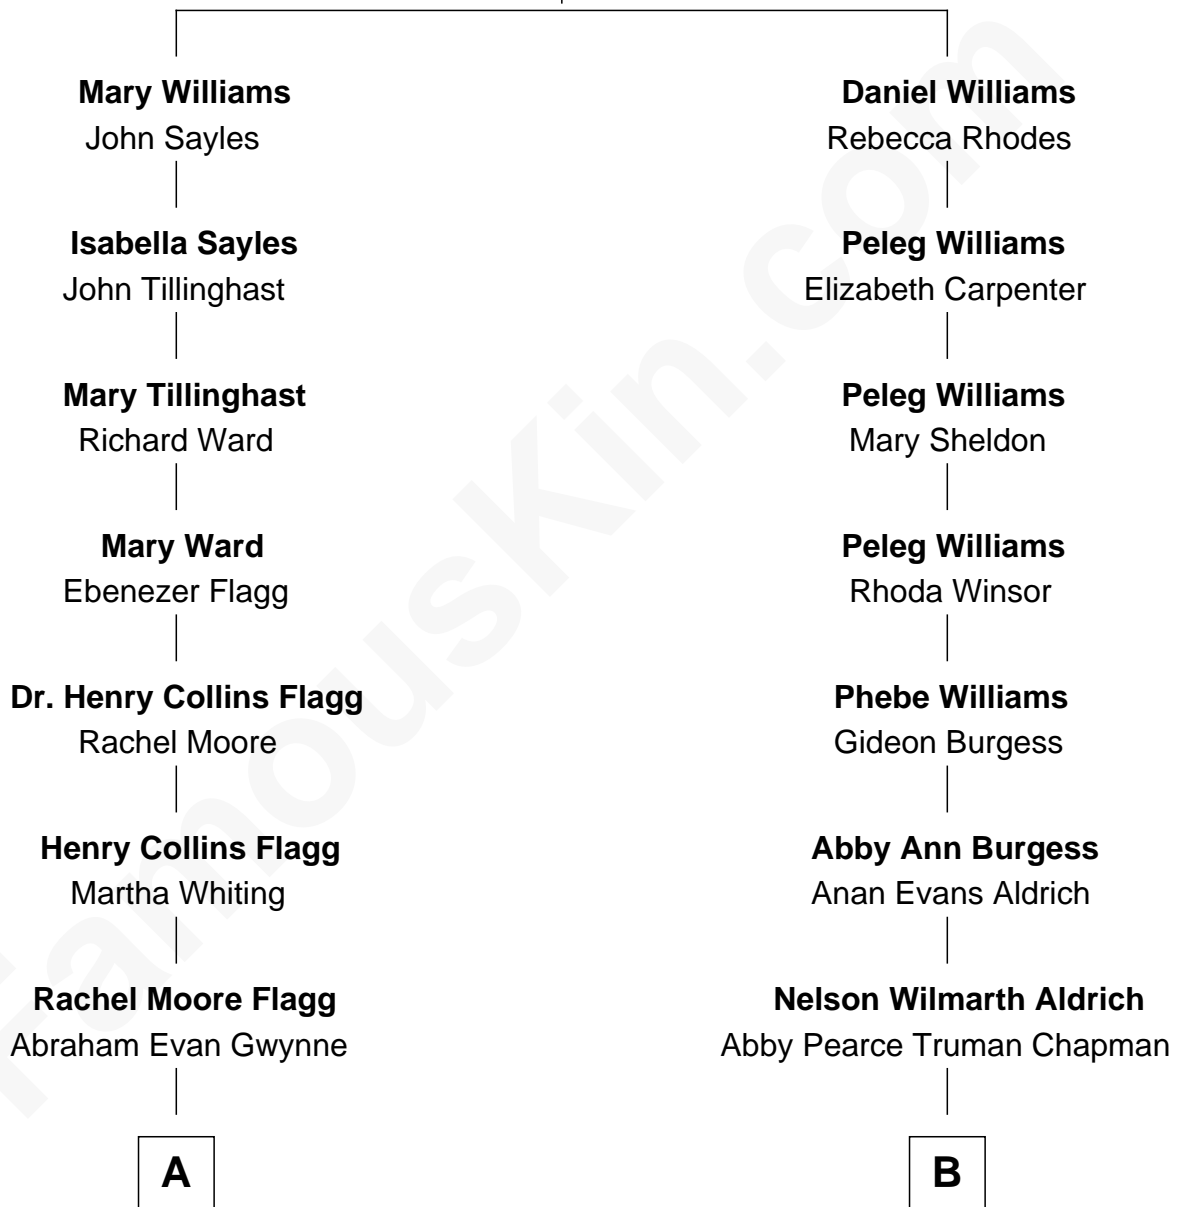 Mary Williams
John Sayles
Daniel Williams
Rebecca Rhodes
Isabella Sayles
John Tillinghast
Peleg Williams
Elizabeth Carpenter
Mary Tillinghast
Richard Ward
Peleg Williams
Mary Sheldon
Mary Ward
Ebenezer Flagg
Peleg Williams
Rhoda Winsor
Dr. Henry Collins Flagg
Rachel Moore
Phebe Williams
Gideon Burgess
Henry Collins Flagg
Martha Whiting
Abby Ann Burgess
Anan Evans Aldrich
Rachel Moore Flagg
Abraham Evan Gwynne
Nelson Wilmarth Aldrich
Abby Pearce Truman Chapman
A
B
FamousKin.com